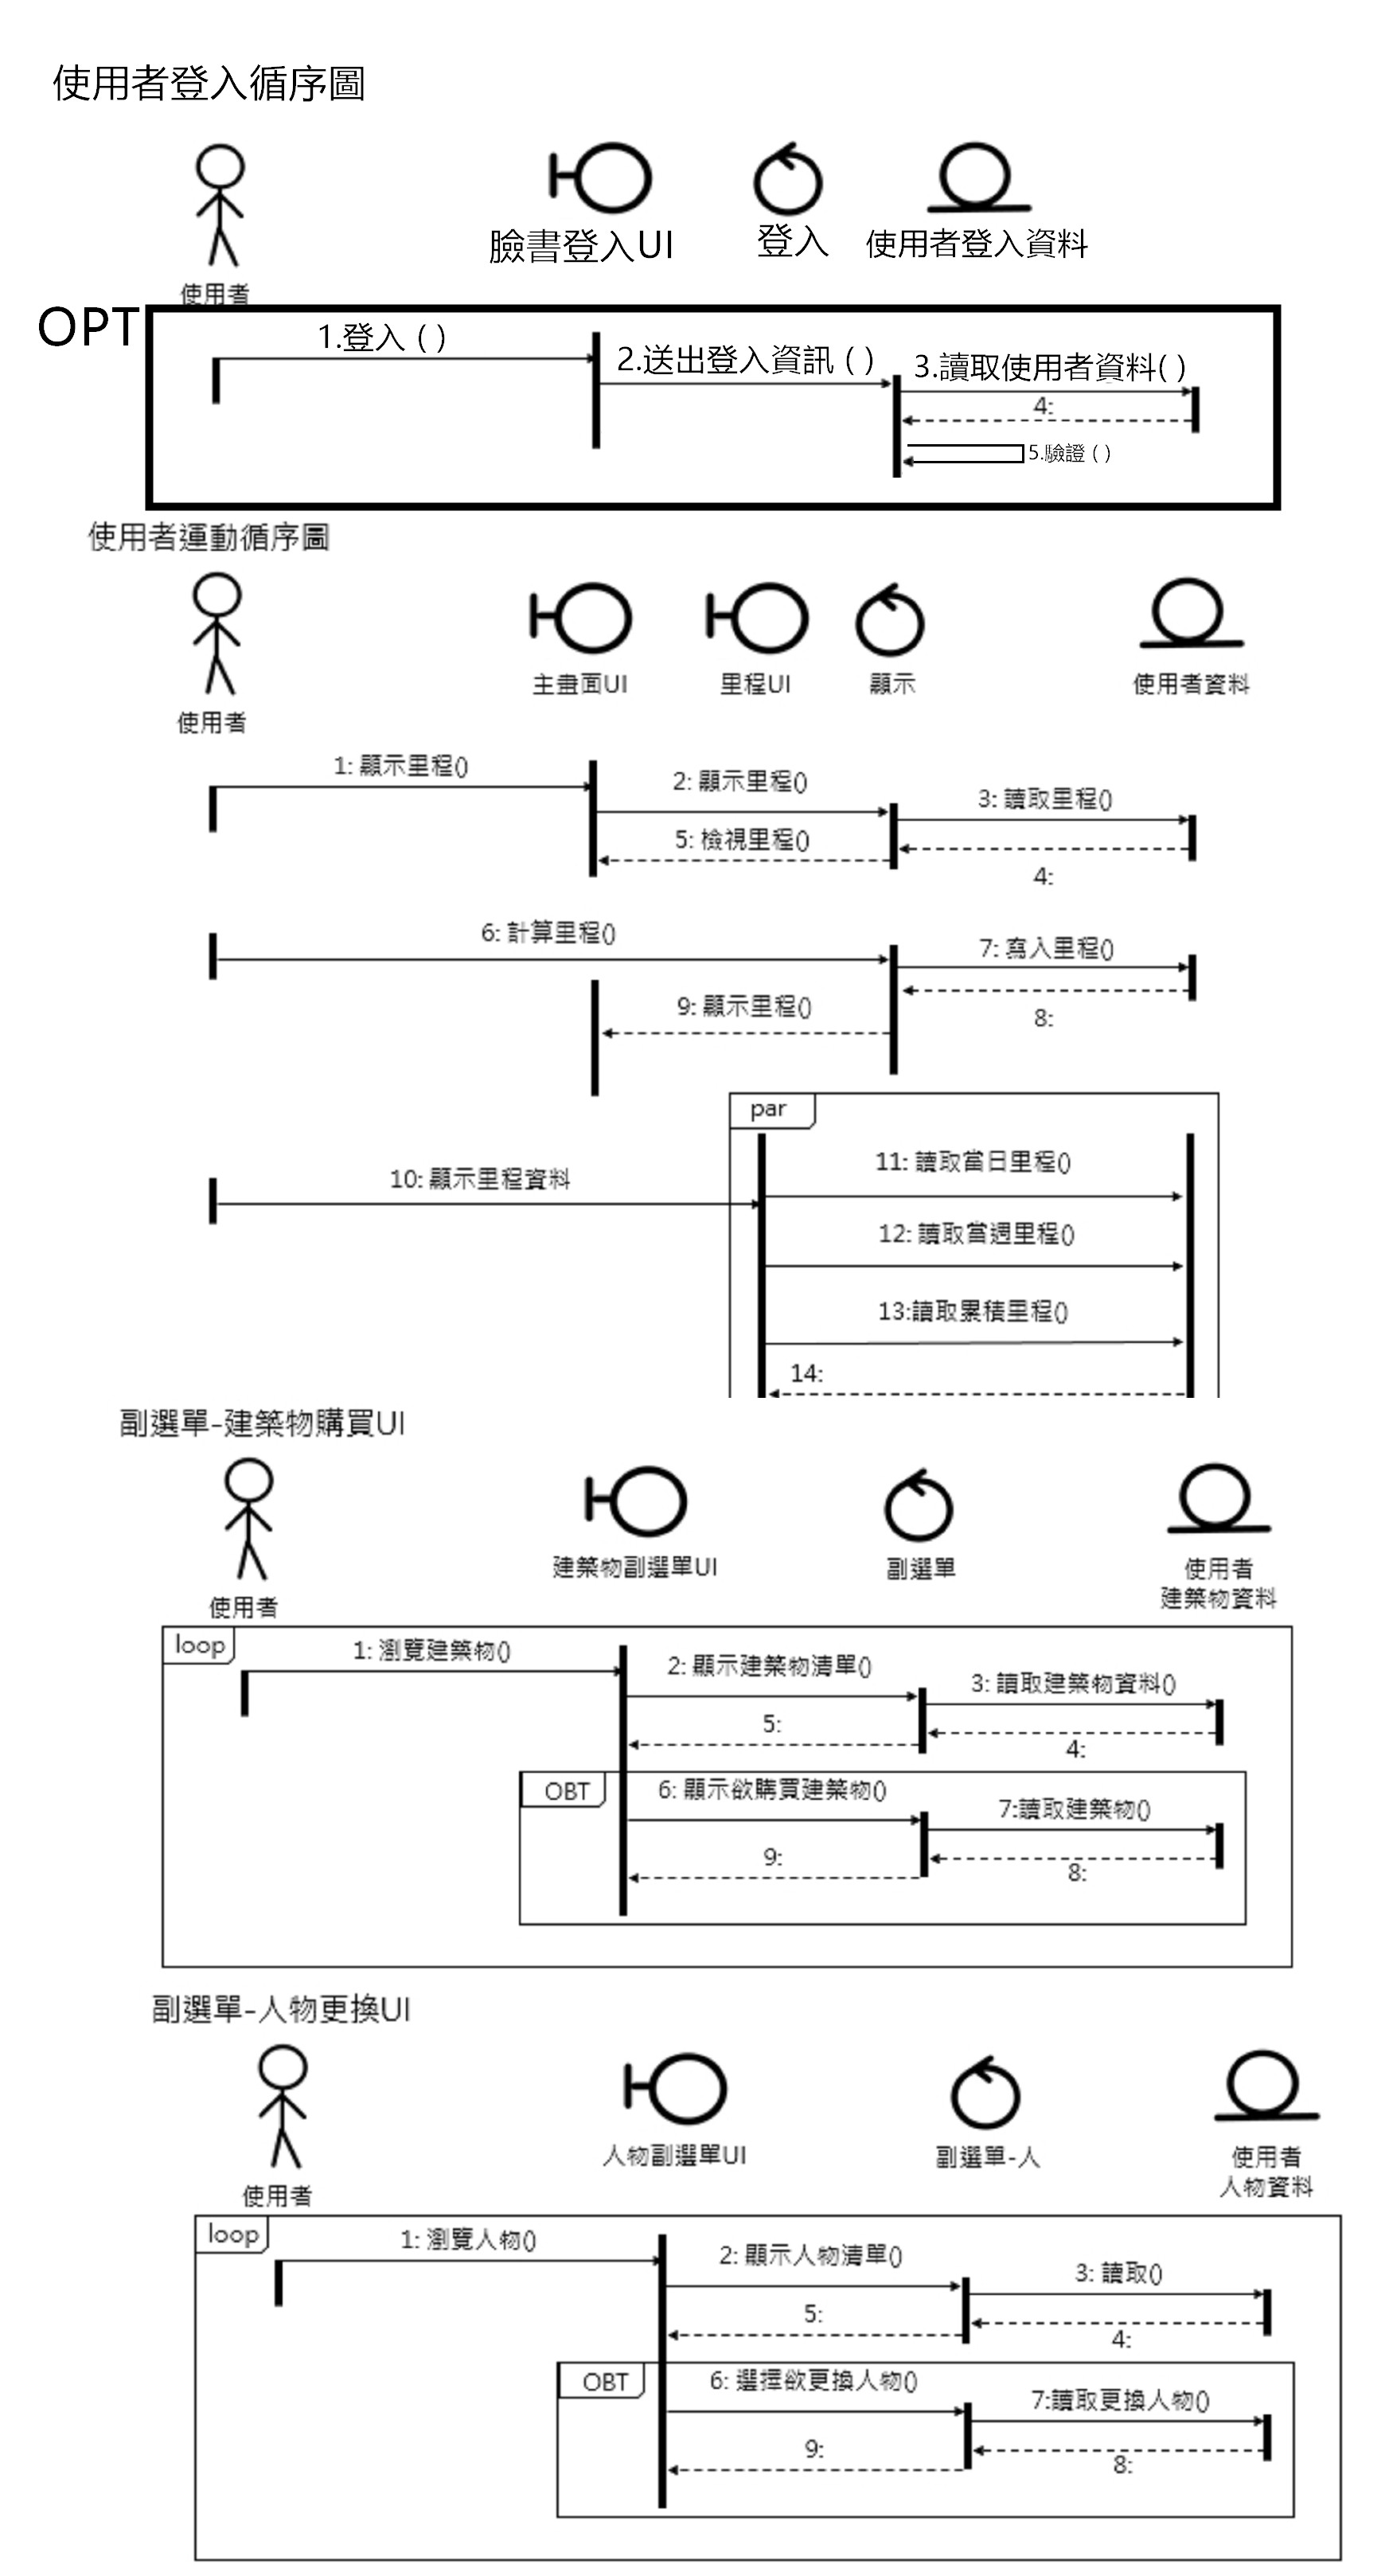 使用者登入循序圖
臉書登入UI
登入
使用者登入資料
使用者
OPT
1.登入 ( )
2.送出登入資訊 ( )
3.讀取使用者資料( )
4:
5.驗證 ( )
使用者運動循序圖
主畫面UI
里程UI
顯示
使用者資料
使用者
1: 顯示里程()
2: 顯示里程()
3: 讀取里程()
5: 檢視里程()
4:
6: 計算里程()
7: 寫入里程()
9: 顯示里程()
8:
par
11: 讀取當日里程()
10: 顯示里程資料
12: 讀取當週里程()
13:讀取累積里程()
14:
副選單-建築物購買UI
建築物副選單UI
副選單
使用者
建築物資料
使用者
loop
1: 瀏覽建築物()
2: 顯示建築物清單()
3: 讀取建築物資料()
5:
4:
OBT
6: 顯示欲購買建築物()
7:讀取建築物()
9:
8:
副選單-人物更換UI
人物副選單UI
副選單-人
使用者
人物資料
使用者
loop
1: 瀏覽人物()
2: 顯示人物清單()
3: 讀取()
5:
4:
OBT
6: 選擇欲更換人物()
7:讀取更換人物()
9:
8: